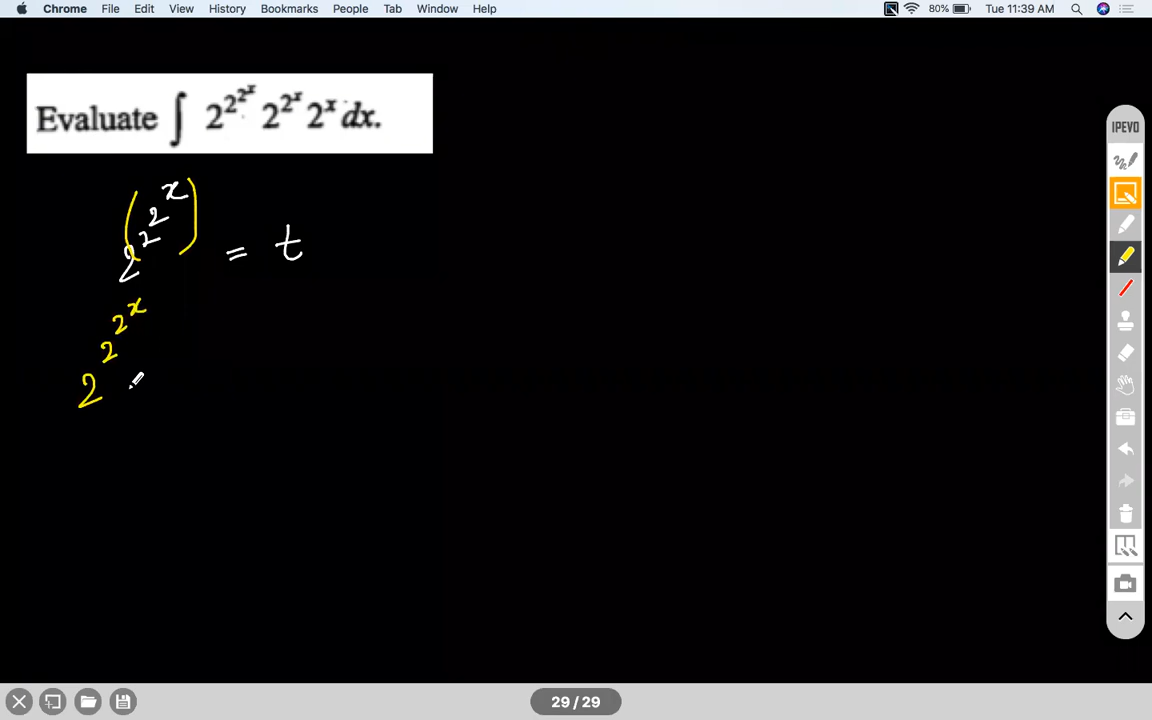 Chrome File Edit View History Bookmarks People Tab Window Help 80% Tue 11:39 AM
Evaluate ∫ 2^{2^{2^x}} 2^{2^x} 2^x dx.
2^{(2^{2^x})} = t
2^{2^{2^x}}
IPEVO
29 / 29